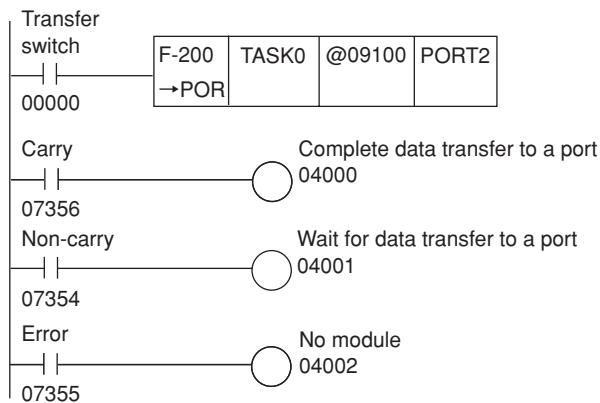 Transfer
switch
00000
F-200
→POR
TASK0
@09100
PORT2
Carry
07356
Complete data transfer to a port
04000
Non-carry
07354
Wait for data transfer to a port
04001
Error
07355
No module
04002